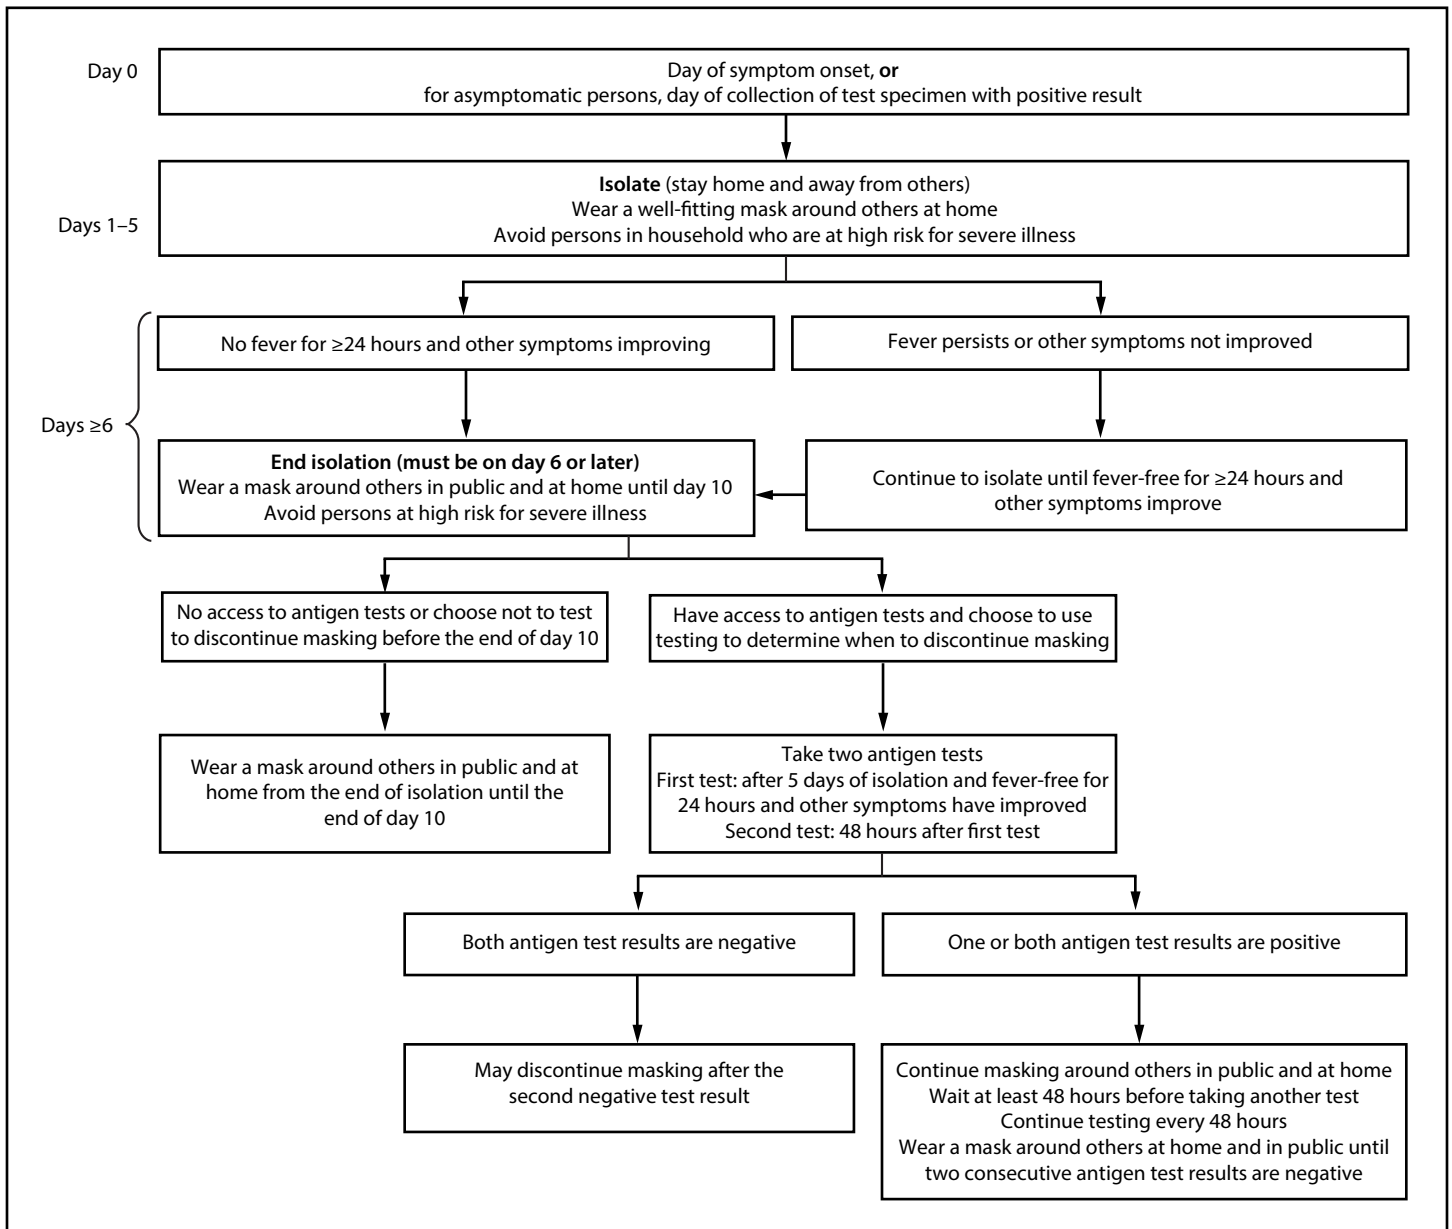 Day 0
Day of symptom onset, or
for asymptomatic persons, day of collection of test specimen with positive result
Days 1–5
Isolate (stay home and away from others)
Wear a well-fitting mask around others at home
Avoid persons in household who are at high risk for severe illness
Days ≥6
No fever for ≥24 hours and other symptoms improving
Fever persists or other symptoms not improved
End isolation (must be on day 6 or later)
Wear a mask around others in public and at home until day 10
Avoid persons at high risk for severe illness
Continue to isolate until fever-free for ≥24 hours and
other symptoms improve
No access to antigen tests or choose not to test
to discontinue masking before the end of day 10
Have access to antigen tests and choose to use
testing to determine when to discontinue masking
Wear a mask around others in public and at
home from the end of isolation until the
end of day 10
Take two antigen tests
First test: after 5 days of isolation and fever-free for
24 hours and other symptoms have improved
Second test: 48 hours after first test
Both antigen test results are negative
One or both antigen test results are positive
May discontinue masking after the
second negative test result
Continue masking around others in public and at home
Wait at least 48 hours before taking another test
Continue testing every 48 hours
Wear a mask around others at home and in public until
two consecutive antigen test results are negative